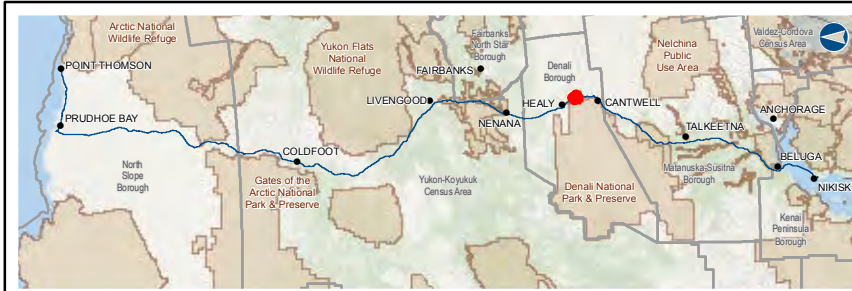 Arctic National
Wildlife Refuge
POINT THOMSON
PRUDHOE BAY
North
Slope
Borough
COLDFOOT
Gates of the
Arctic National
Park & Preserve
Yukon Flats
National
Wildlife Refuge
LIVENGOOD
FAIRBANKS
Fairbanks
North Star
Borough
NENANA
Yukon-Koyukuk
Census Area
Denali
Borough
HEALY
CANTWELL
Denali National
Park & Preserve
Nelchina
Public
Use Area
TALKEETNA
Matanuska-Susitna
Borough
Valdez-Cordova
Census Area
ANCHORAGE
BELUGA
NIKISKI
Kenai
Peninsula
Borough